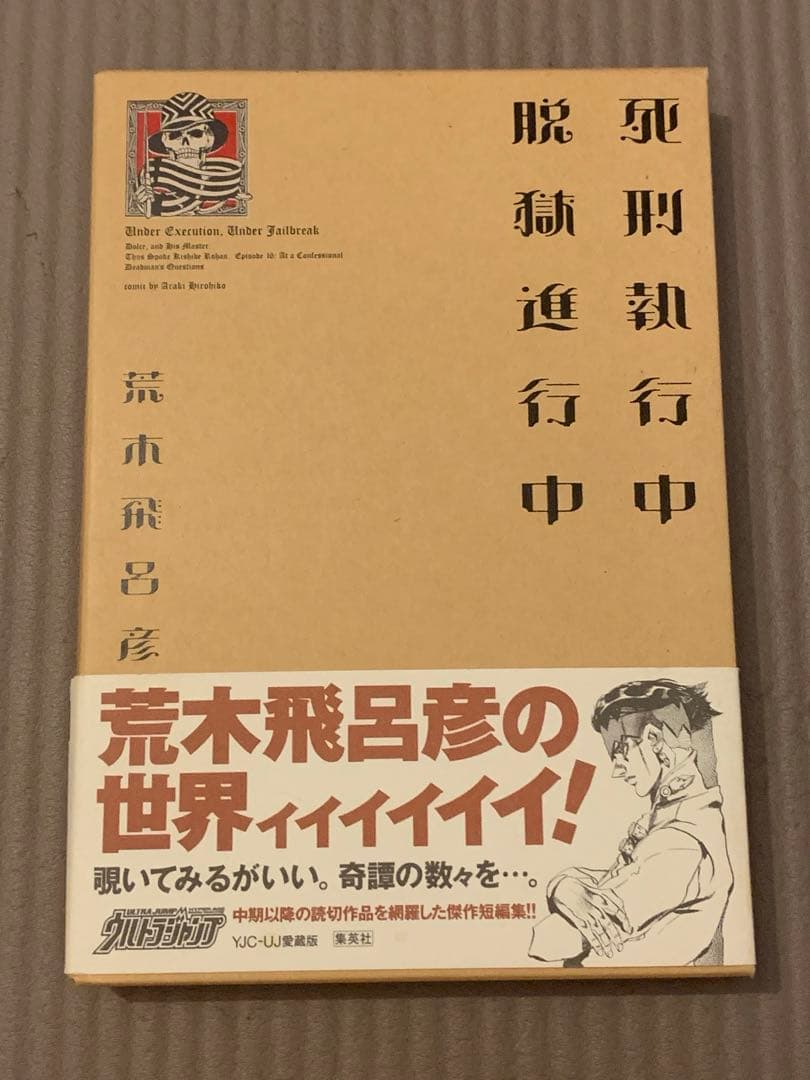 死刑執行中
脱獄進行中
Under Execution, Under Jailbreak
Dolce, and His Master
Thus Spoke Kishibe Rohan. Episode 16: At a Confessional
Deadman's Questions
comic by Araki Hirohiko
荒木飛呂彦
荒木飛呂彦の
世界ィィイイイイ!
覗いてみるがいい。奇譚の数々を…。
ULTRA JUMP
ウルトラジャンプ
中期以降の読切作品を網羅した傑作短編集!!
YJC-UJ愛蔵版
集英社